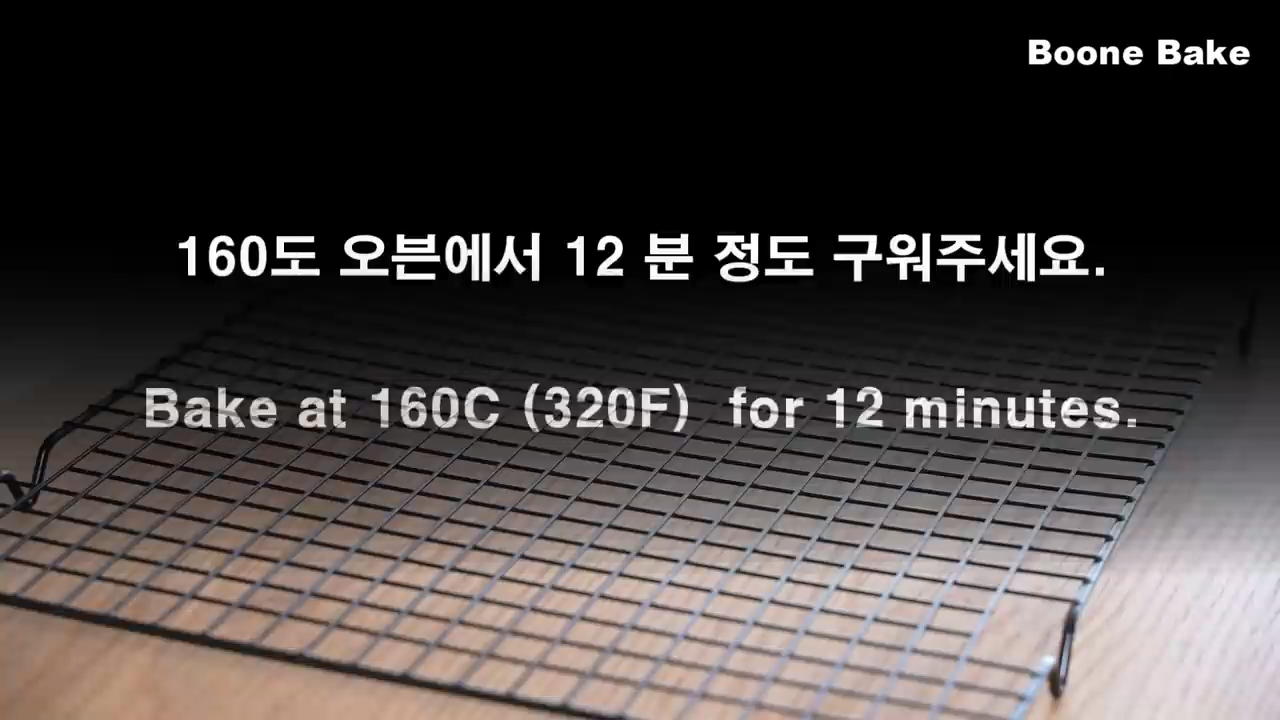 Boone Bake
160도 오븐에서 12 분 정도 구워주세요.
Bake at 160C (320F) for 12 minutes.